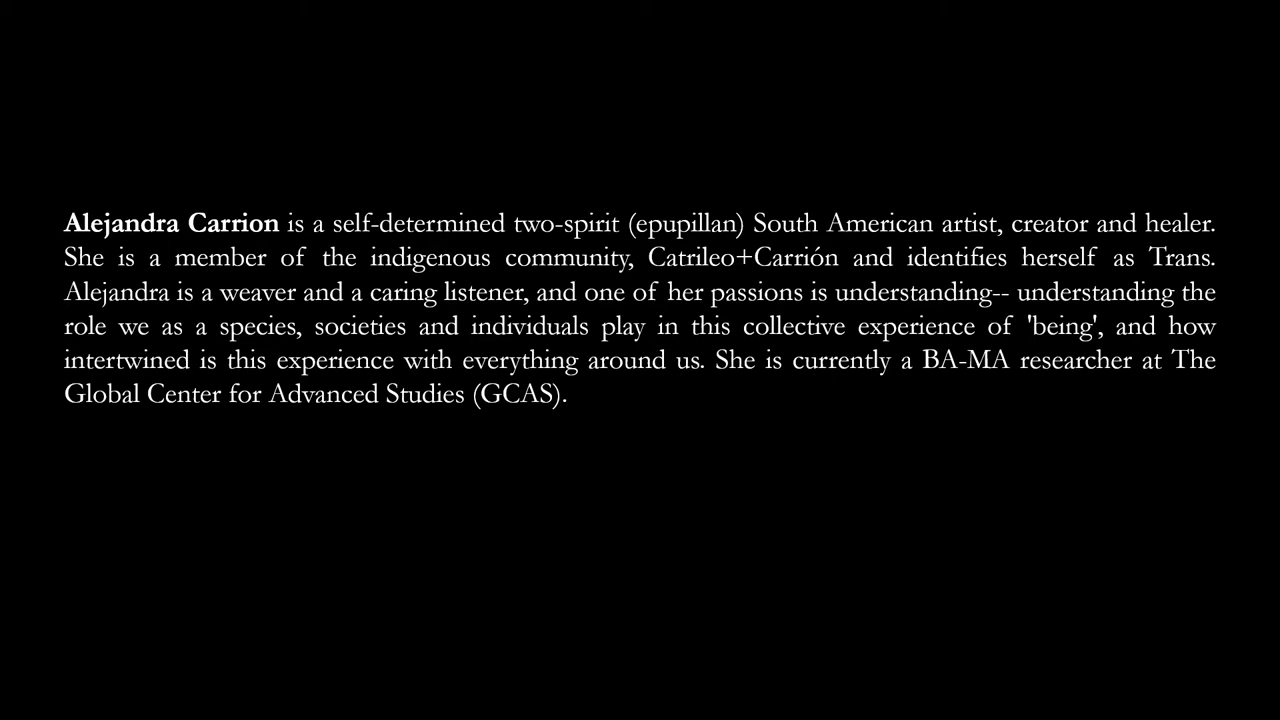 Alejandra Carrion is a self-determined two-spirit (epupillan) South American artist, creator and healer.
She is a member of the indigenous community, Catrileo+Carrión and identifies herself as Trans.
Alejandra is a weaver and a caring listener, and one of her passions is understanding-- understanding the
role we as a species, societies and individuals play in this collective experience of 'being', and how
intertwined is this experience with everything around us. She is currently a BA-MA researcher at The
Global Center for Advanced Studies (GCAS).